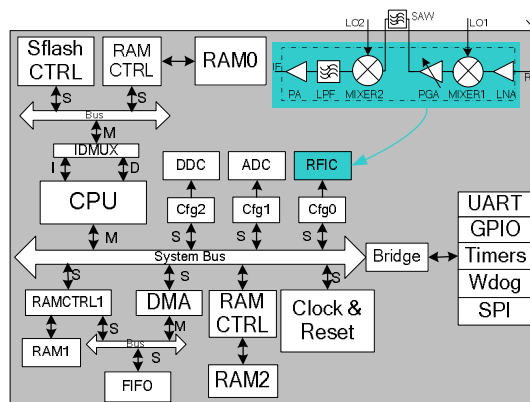 LO2 SAW LO1
Sflash CTRL
RAM CTRL
RAM0
IF PA LPF MIXER2 PGA MIXER1 LNA R
S S
Bus
M
IDMUX
I D
CPU
DDC ADC RFIC
Cfg2 Cfg1 Cfg0
M S S S
System Bus
Bridge
UART
GPIO
Timers
Wdog
SPI
S S S S
RAMCTRL1
DMA
RAM CTRL
Clock & Reset
S M
Bus
RAM1
S
FIFO
RAM2